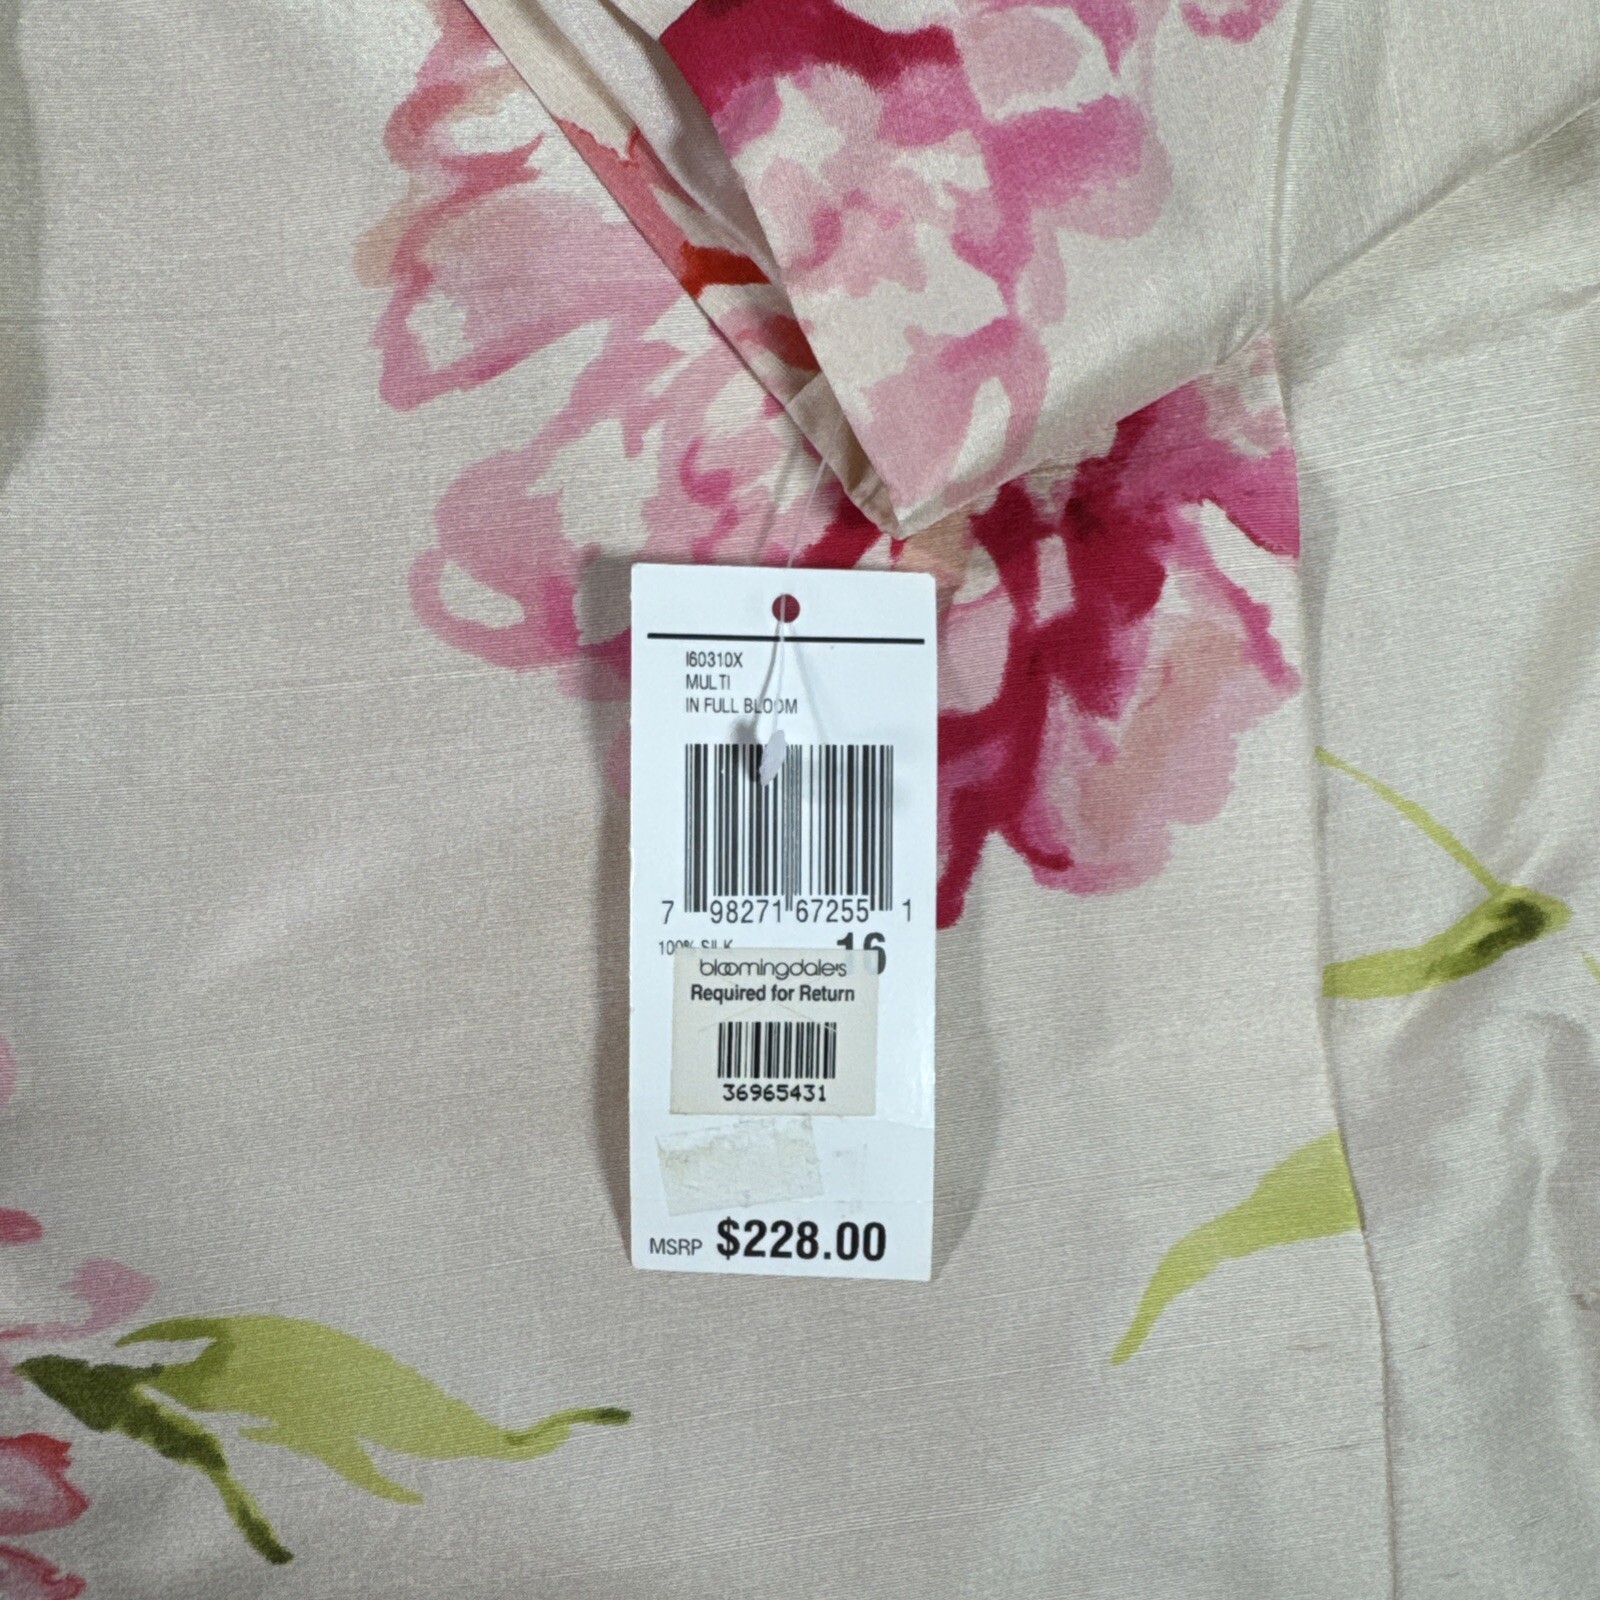 I60310X
MULTI
IN FULL BLOOM
7 98271 67255 1
100% SILK 16
bloomingdale's
Required for Return
36965431
MSRP $228.00